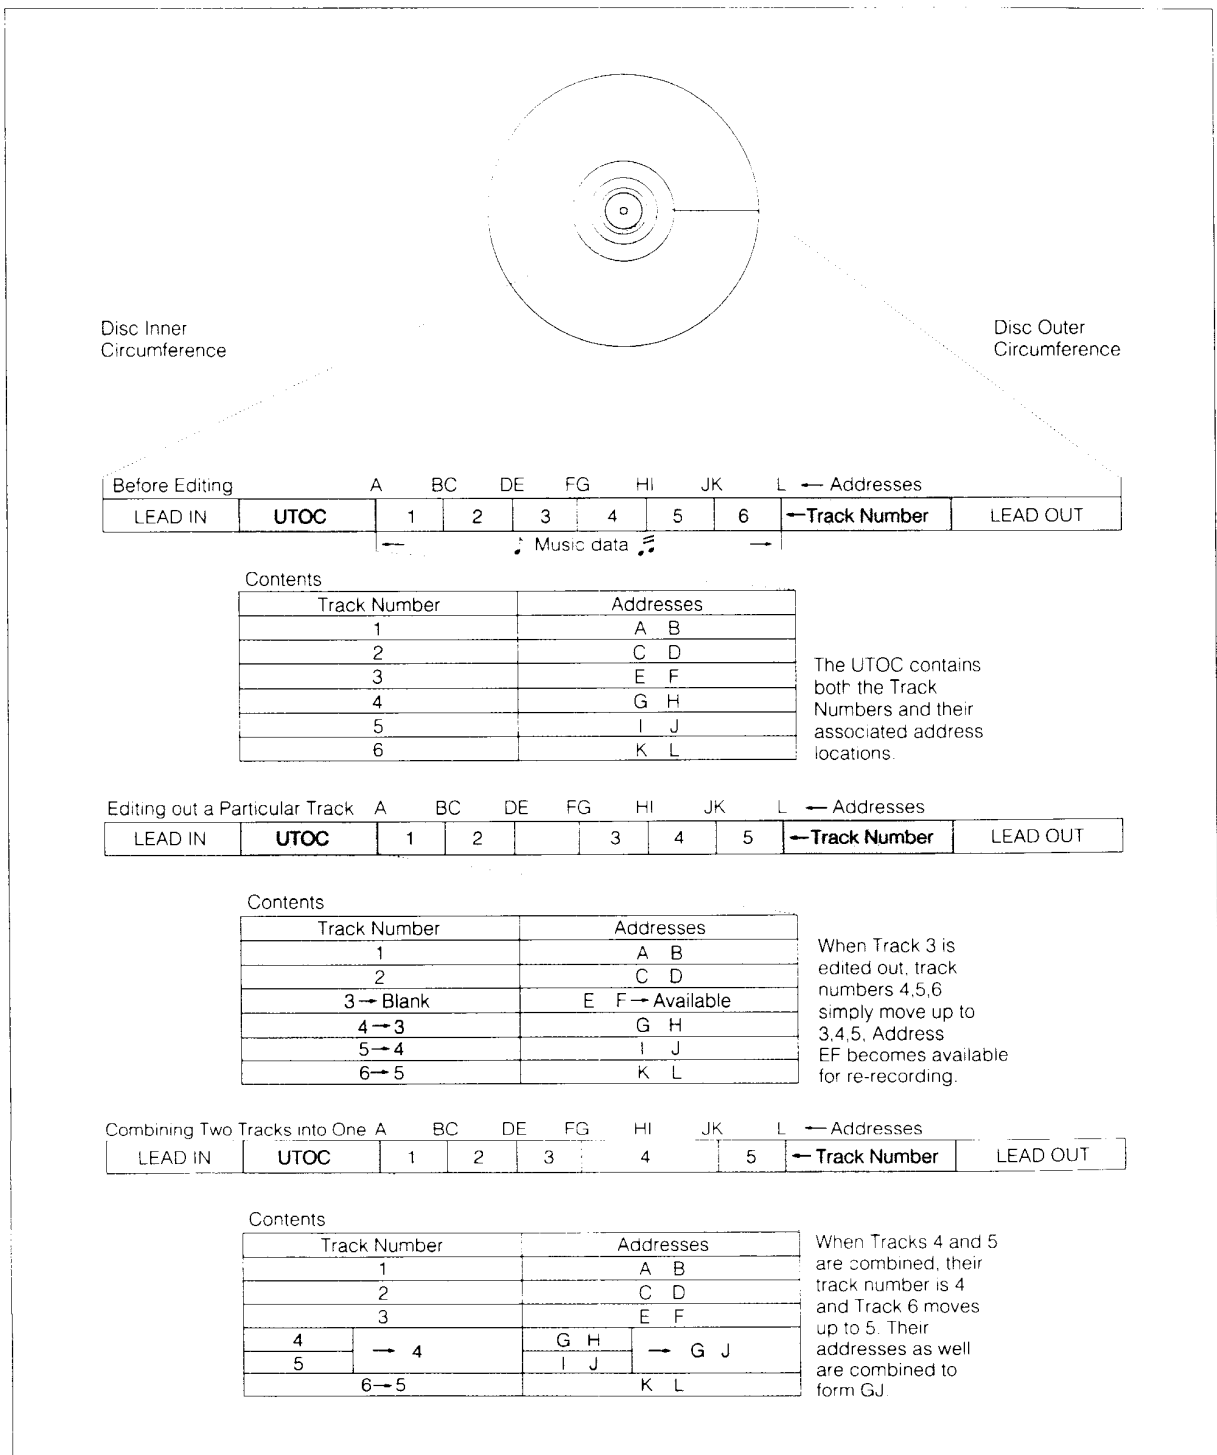 Disc Inner
Circumference
Disc Outer
Circumference
Before Editing A BC DE FG HI JK L ← Addresses
LEAD IN UTOC 1 2 3 4 5 6 ←Track Number LEAD OUT
← ♪ Music data ♬ →
Contents
Track Number Addresses
1 A B
2 C D
3 E F
4 G H
5 I J
6 K L
The UTOC contains
both the Track
Numbers and their
associated address
locations.
Editing out a Particular Track A BC DE FG HI JK L ← Addresses
LEAD IN UTOC 1 2 3 4 5 ←Track Number LEAD OUT
Contents
Track Number Addresses
1 A B
2 C D
3→Blank E F→Available
4→3 G H
5→4 I J
6→5 K L
When Track 3 is
edited out, track
numbers 4,5,6
simply move up to
3,4,5, Address
EF becomes available
for re-recording.
Combining Two Tracks into One A BC DE FG HI JK L ←Addresses
LEAD IN UTOC 1 2 3 4 5 ←Track Number LEAD OUT
Contents
Track Number Addresses
1 A B
2 C D
3 E F
4 → 4 G H → G J
5 I J
6→5 K L
When Tracks 4 and 5
are combined, their
track number is 4
and Track 6 moves
up to 5. Their
addresses as well
are combined to
form GJ.